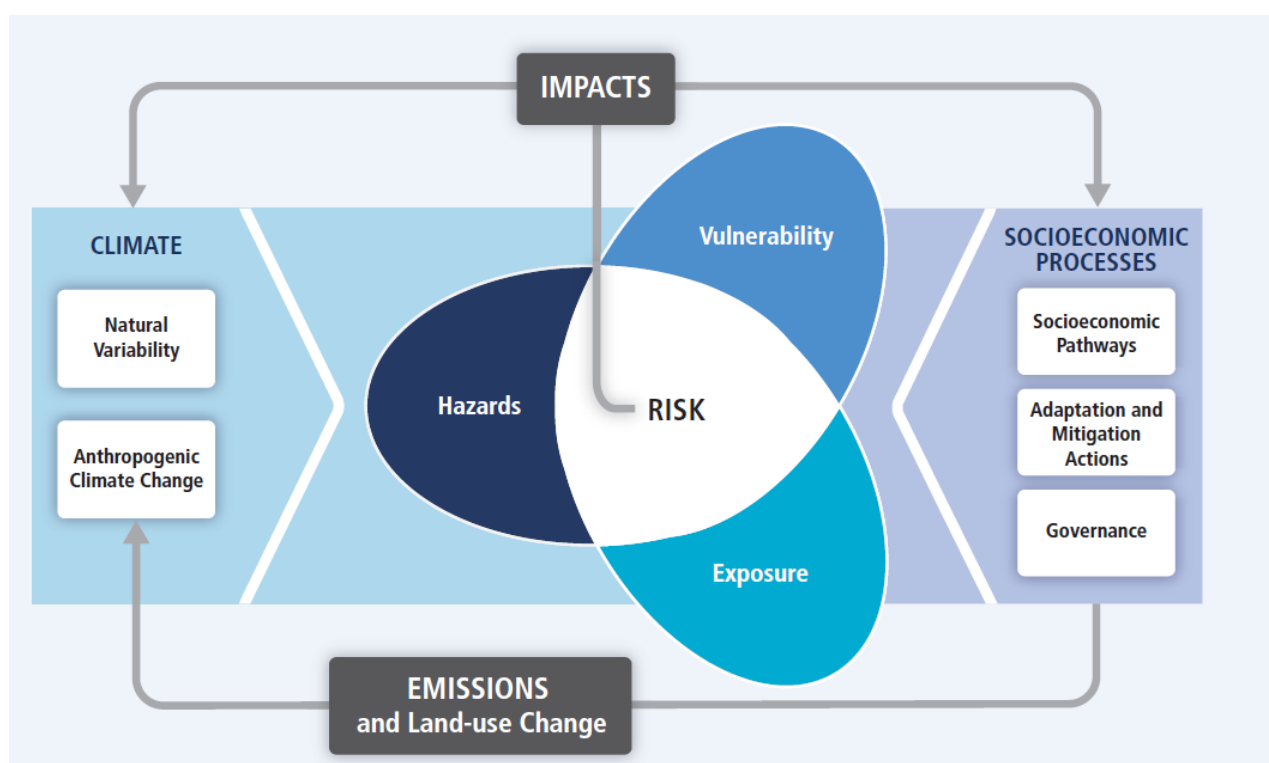 IMPACTS
CLIMATE
Natural
Variability
Anthropogenic
Climate Change
Vulnerability
Hazards
RISK
Exposure
SOCIOECONOMIC
PROCESSES
Socioeconomic
Pathways
Adaptation and
Mitigation
Actions
Governance
EMISSIONS
and Land-use Change